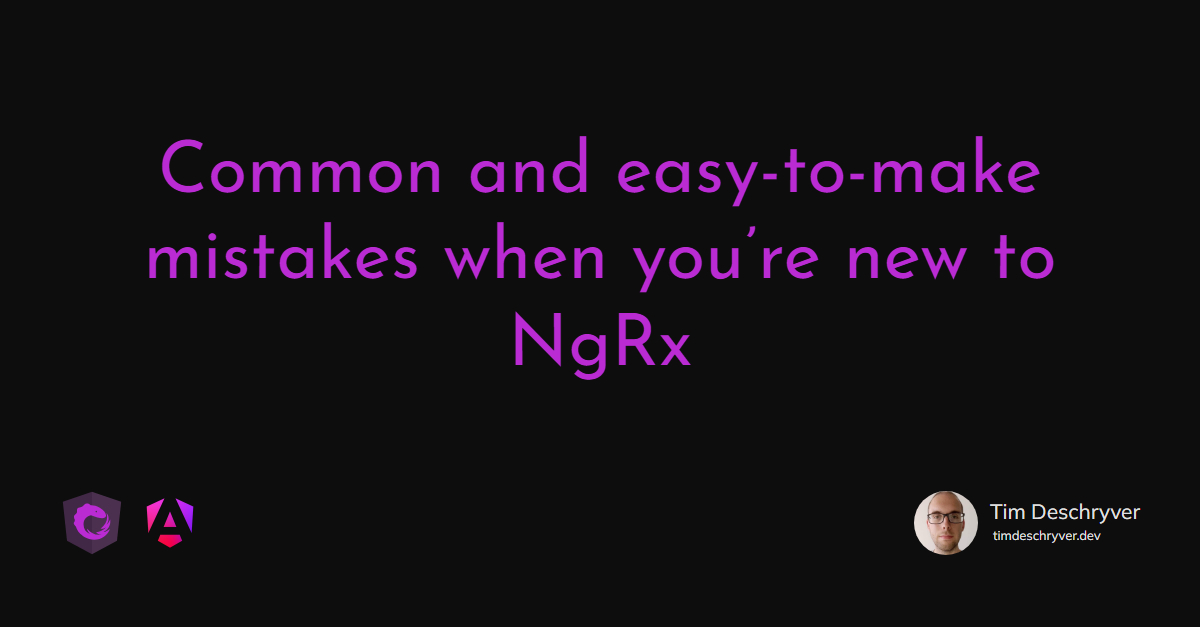 Common and easy-to-make
mistakes when you’re new to
NgRx
Tim Deschryver
timdeschryver.dev